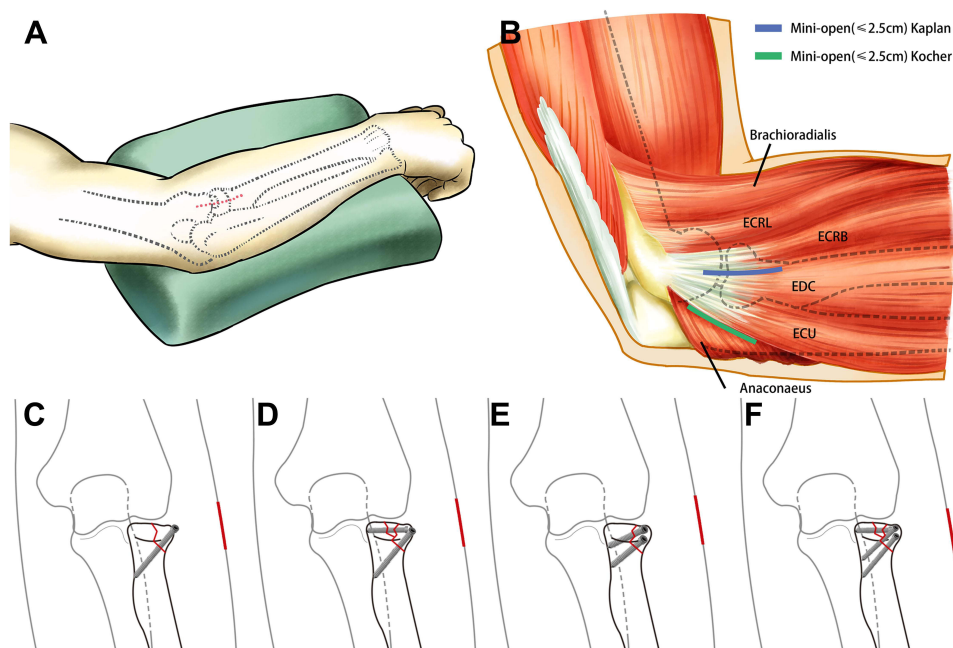 A
B
Mini-open(≤2.5cm) Kaplan
Mini-open(≤2.5cm) Kocher
Brachioradialis
ECRL
ECRB
EDC
ECU
Anaconaeus
C
D
E
F